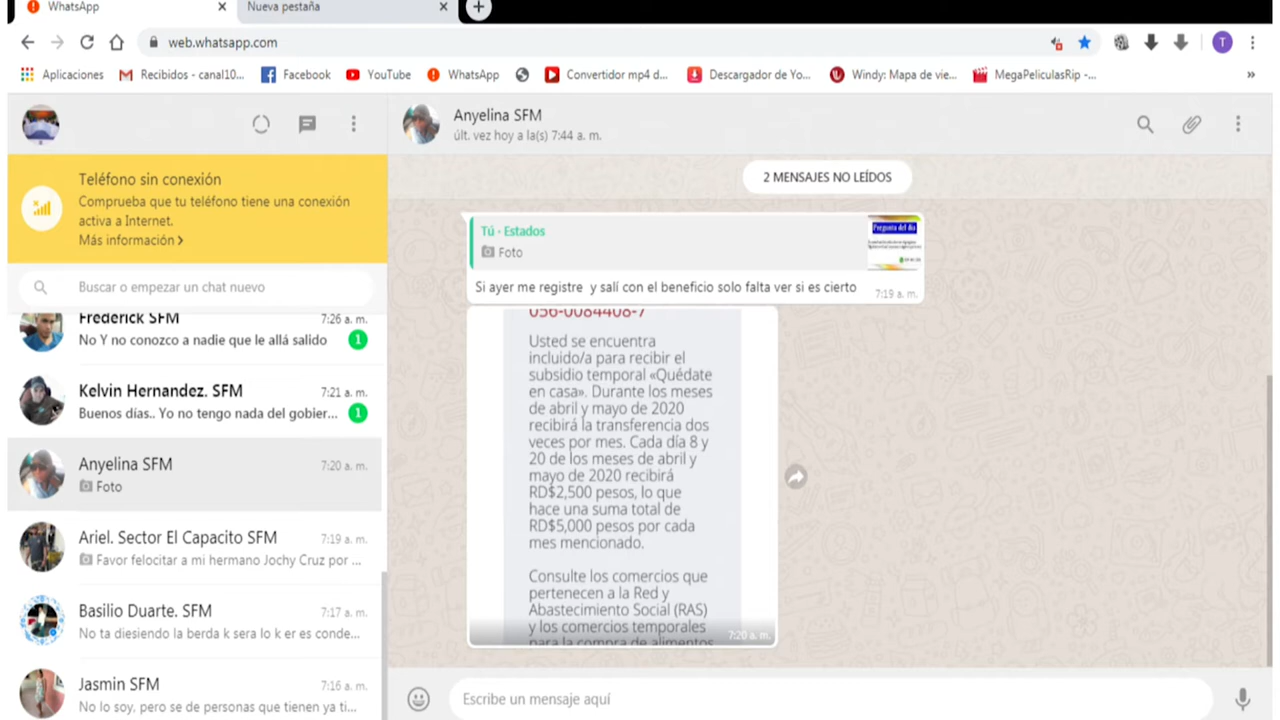 WhatsApp
Nueva pestaña
web.whatsapp.com
T
Aplicaciones
Recibidos - canal10...
Facebook
YouTube
WhatsApp
Convertidor mp4 d...
Descargador de Yo...
Windy: Mapa de vie...
MegaPeliculasRip -...
»
Teléfono sin conexión
Comprueba que tu teléfono tiene una conexión
activa a Internet.
Más información
Buscar o empezar un chat nuevo
Frederick SFM 7:26 a. m.
No Y no conozco a nadie que le allá salido 1
Kelvin Hernandez. SFM 7:21 a. m.
Buenos días.. Yo no tengo nada del gobier... 1
Anyelina SFM 7:20 a. m.
Foto
Ariel. Sector El Capacito SFM 7:19 a. m.
Favor felocitar a mi hermano Jochy Cruz por ...
Basilio Duarte. SFM 7:17 a. m.
No ta diesiendo la berda k sera lo k er es conde...
Jasmin SFM 7:16 a. m.
No lo soy, pero se de personas que tienen ya ti...
Anyelina SFM
últ. vez hoy a la(s) 7:44 a. m.
2 MENSAJES NO LEÍDOS
Tú - Estados
Foto
Pregunta del dia
Si ayer me registre y salí con el beneficio solo falta ver si es cierto
7:19 a. m.
056-0084408-7
Usted se encuentra
incluido/a para recibir el
subsidio temporal «Quédate
en casa». Durante los meses
de abril y mayo de 2020
recibirá la transferencia dos
veces por mes. Cada día 8 y
20 de los meses de abril y
mayo de 2020 recibirá
RD$2,500 pesos, lo que
hace una suma total de
RD$5,000 pesos por cada
mes mencionado.
Consulte los comercios que
pertenecen a la Red y
Abastecimiento Social (RAS)
y los comercios temporales
para la compra de alimentos
7:20 a. m.
Escribe un mensaje aquí